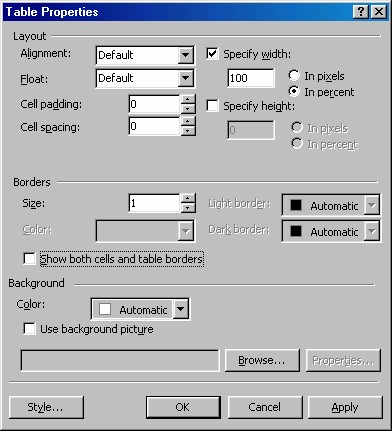 Table Properties
Layout
Alignment: Default Specify width:
Float: Default 100 In pixels
In percent
Cell padding: 0 Specify height:
Cell spacing: 0 0 In pixels
In percent
Borders
Size: 1 Light border: Automatic
Color: Dark border: Automatic
Show both cells and table borders
Background
Color: Automatic
Use background picture
Browse... Properties...
Style... OK Cancel Apply